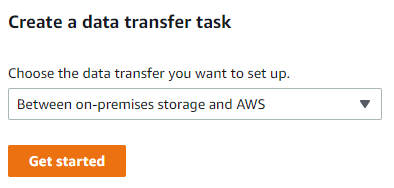 Create a data transfer task
Choose the data transfer you want to set up.
Between on-premises storage and AWS
Get started